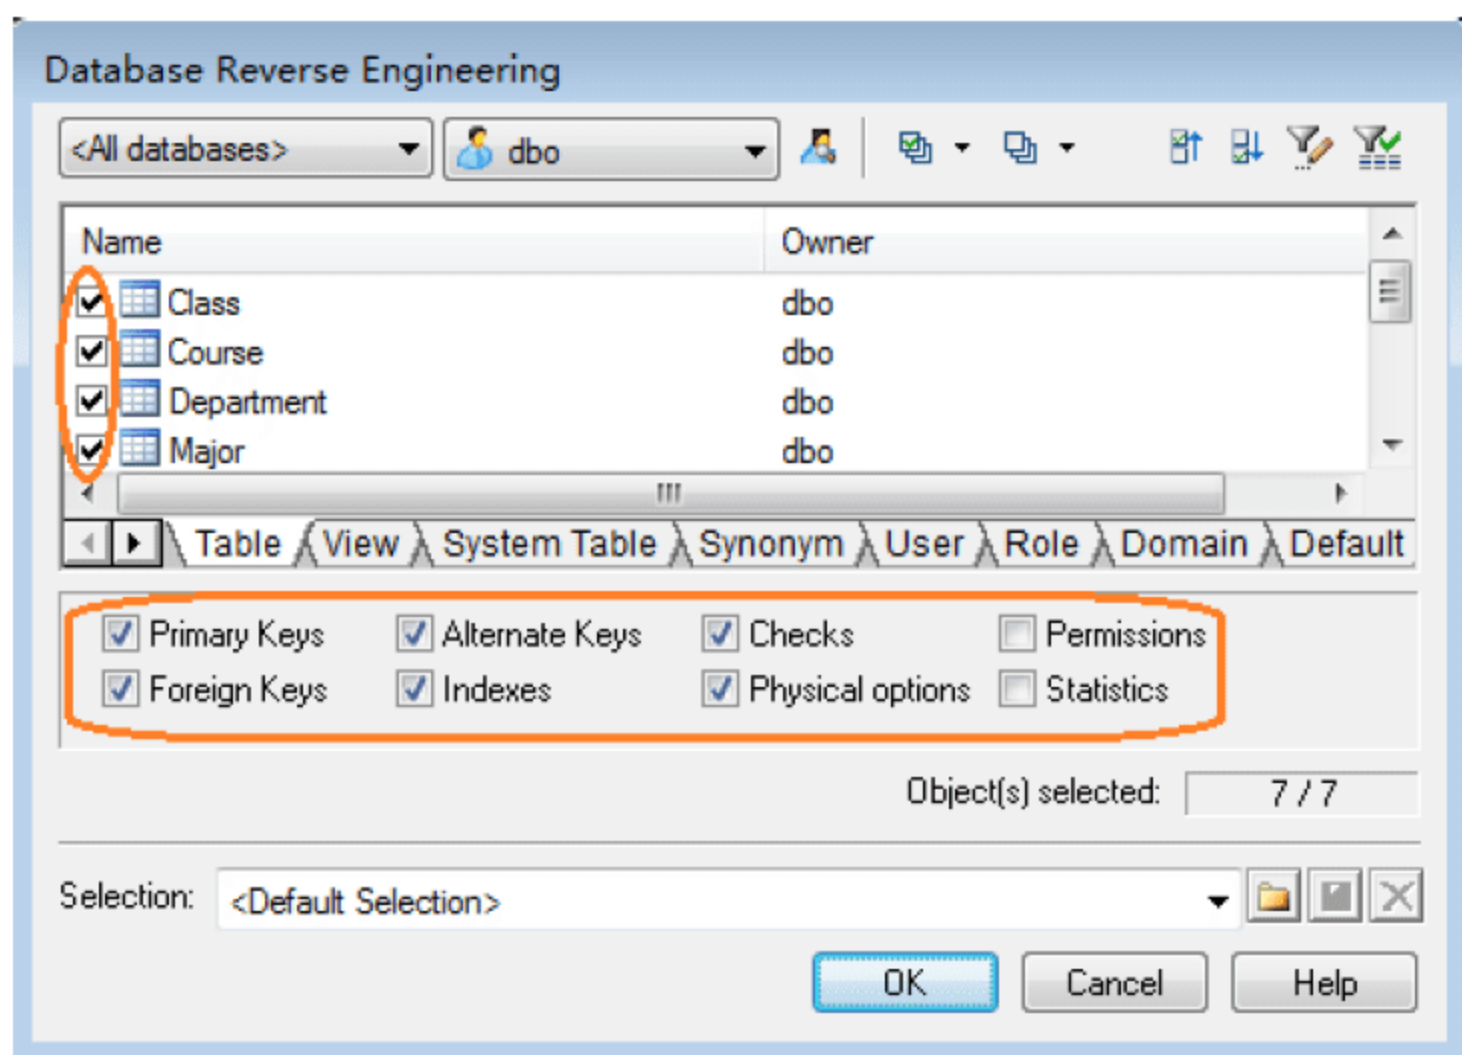 Database Reverse Engineering
<All databases> dbo
Name Owner
Class dbo
Course dbo
Department dbo
Major dbo
Table View System Table Synonym User Role Domain Default
Primary Keys Alternate Keys Checks Permissions
Foreign Keys Indexes Physical options Statistics
Object(s) selected: 7 / 7
Selection: <Default Selection>
OK Cancel Help